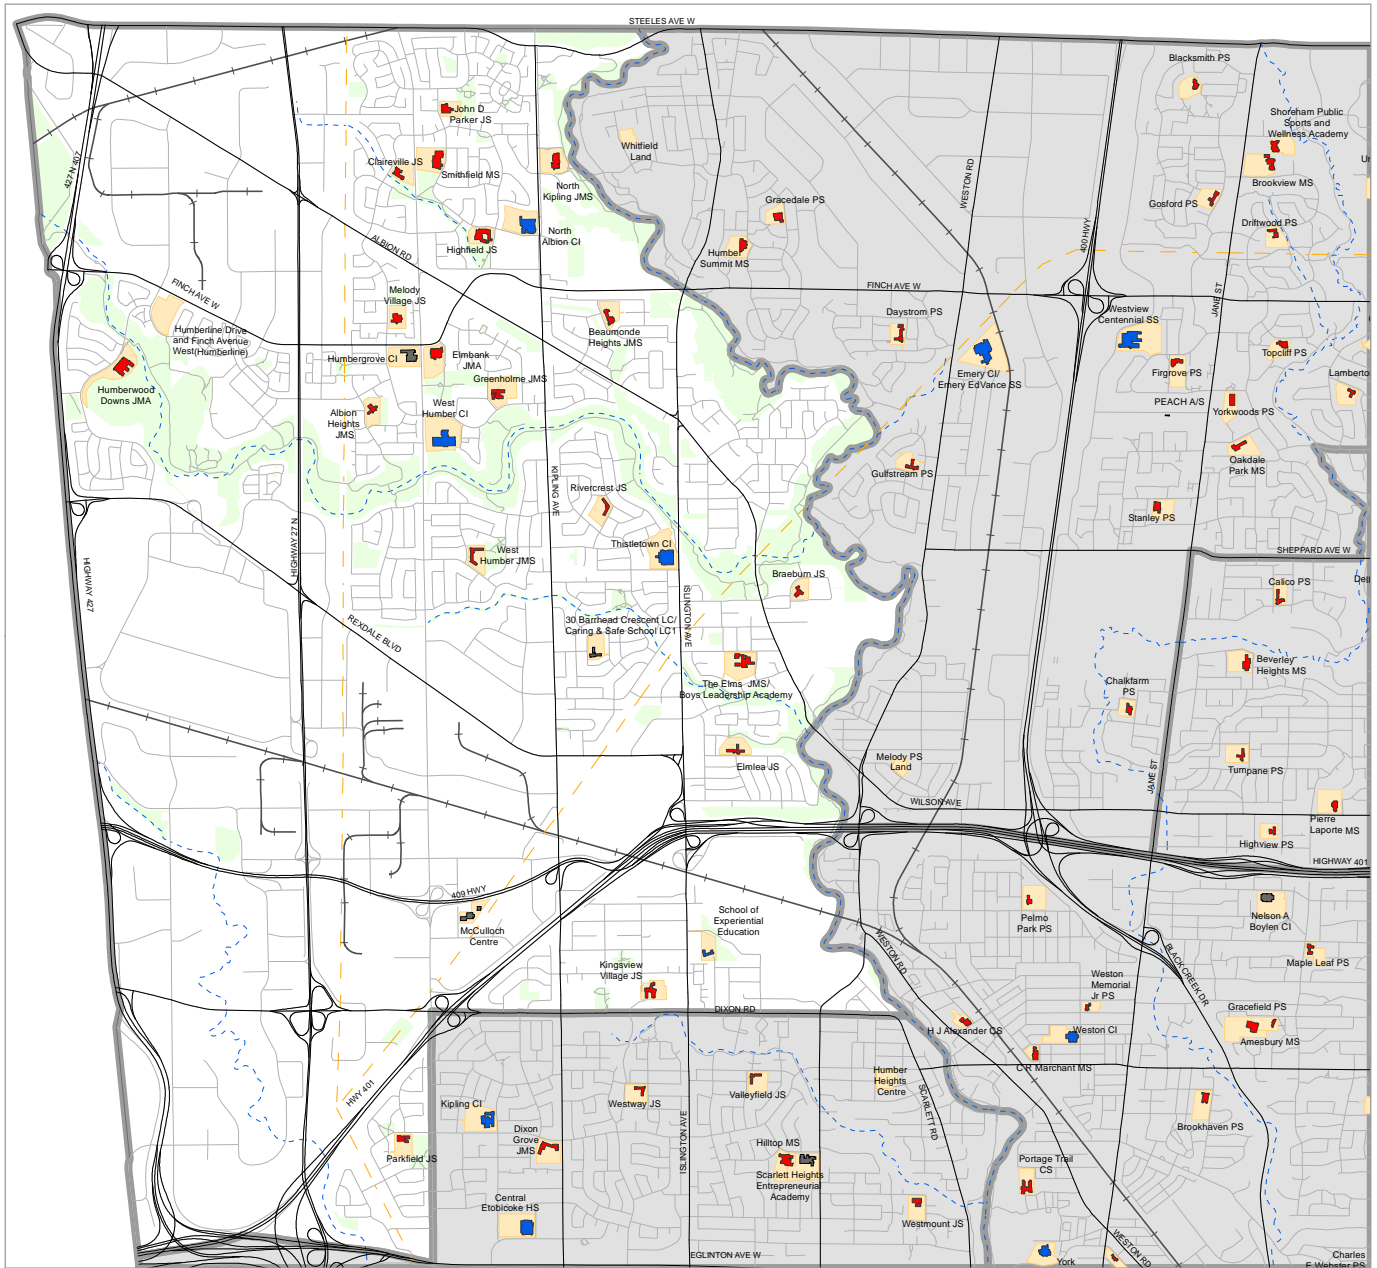 STEELES AVE W
Blacksmith PS
John D
Parker JS
Shoreham Public
Sports and
Wellness Academy
Whitfield
Land
Claireville JS
Smithfield MS
427 N 407
North
Kipling JMS
WESTON RD
Brookview MS
Gracedale PS
Gosford PS
Driftwood PS
North
Albion CI
Highfield JS
ALBION RD
Humber
Summit MS
400 HWY
FINCH AVE W
FINCH AVE W
Melody
Village JS
JANE ST
Humberline Drive
and Finch Avenue
West(Humberline)
Beaumonde
Heights JMS
Daystrom PS
Westview
Centennial SS
Humbergrove CI
Elmbank
JMA
Topcliff PS
Greenholme JMS
Emery CI/
Emery EdVance SS
Firgrove PS
Humberwood
Downs JMA
Albion
Heights
JMS
West
Humber CI
PEACH A/S
Yorkwoods PS
Oakdale
Park MS
Gulfstream PS
KIPLING AVE
Rivercrest JS
Stanley PS
HIGHWAY 27 N
Thistletown CI
West
Humber JMS
SHEPPARD AVE W
HIGHWAY 427
Braeburn JS
Calico PS
ISLINGTON AVE
30 Barrhead Crescent LC/
Caring & Safe School LC1
REXDALE BLVD
Beverley
Heights MS
The Elms JMS/
Boys Leadership Academy
Chalkfarm
PS
Elmlea JS
Melody PS
Land
Tumpane PS
JANE ST
WILSON AVE
Pierre
Laporte MS
Highview PS
HIGHWAY 401
409 HWY
School of
Experiential
Education
McCulloch
Centre
Pelmo
Park PS
Nelson A
Boylen CI
WESTON RD
Maple Leaf PS
Kingsview
Village JS
Weston
Memorial
Jr PS
BLACK CREEK DR
DIXON RD
Gracefield PS
H J Alexander CS
Weston CI
Amesbury MS
C R Marchant MS
Humber
Heights
Centre
HWY 401
Kipling CI
Westway JS
Valleyfield JS
SCARLETT RD
Brookhaven PS
Dixon
Grove
JMS
ISLINGTON AVE
Hilltop MS
Parkfield JS
Scarlett Heights
Entrepreneurial
Academy
Portage Trail
CS
Central
Etobicoke HS
Westmount JS
EGLINTON AVE W
WESTON RD
York
Charles